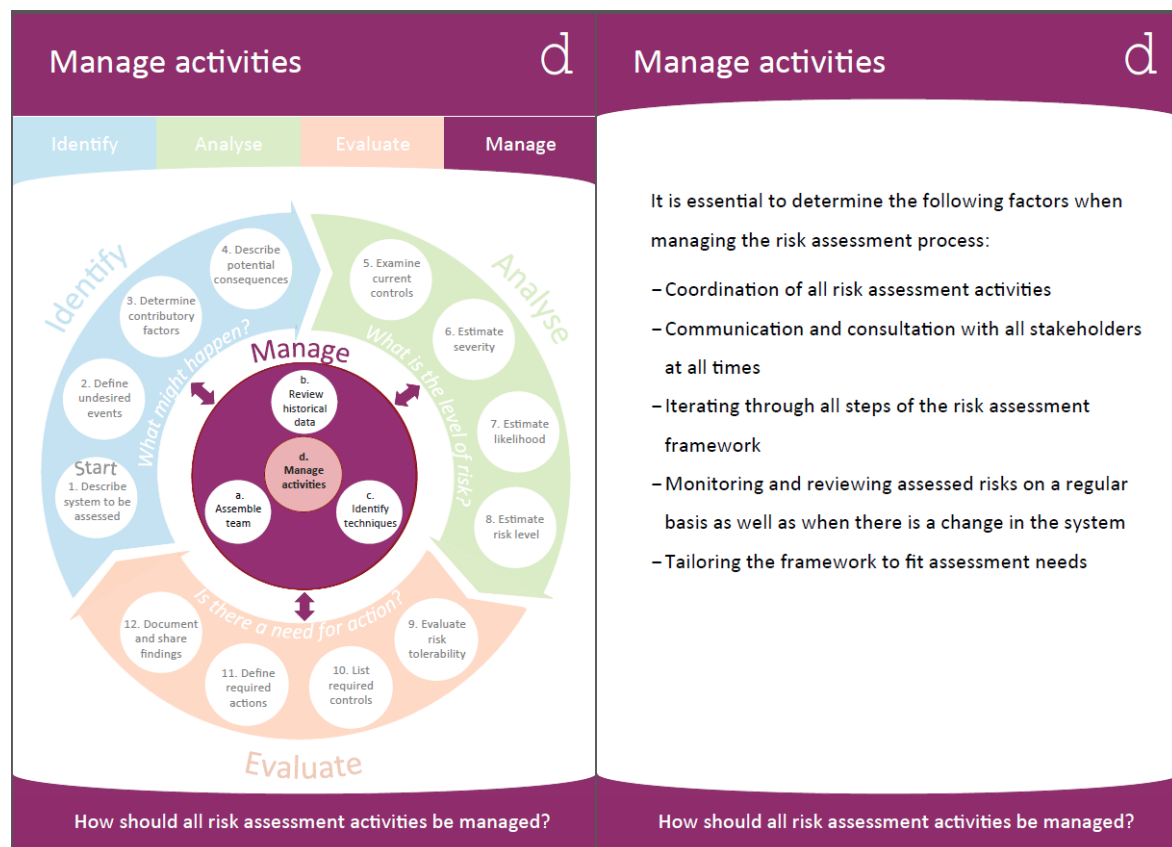 Manage activities
d
Identify
Analyse
Evaluate
Manage
Identify
What might happen?
Start
1. Describe
system to be
assessed
2. Define
undesired
events
3. Determine
contributory
factors
4. Describe
potential
consequences
Analyse
What is the level of risk?
5. Examine
current
controls
6. Estimate
severity
7. Estimate
likelihood
8. Estimate
risk level
Manage
b.
Review
historical
data
d.
Manage
activities
a.
Assemble
team
c.
Identify
techniques
Is there a need for action?
9. Evaluate
risk
tolerability
10. List
required
controls
11. Define
required
actions
12. Document
and share
findings
Evaluate
How should all risk assessment activities be managed?
Manage activities
d
It is essential to determine the following factors when
managing the risk assessment process:
– Coordination of all risk assessment activities
– Communication and consultation with all stakeholders
at all times
– Iterating through all steps of the risk assessment
framework
– Monitoring and reviewing assessed risks on a regular
basis as well as when there is a change in the system
– Tailoring the framework to fit assessment needs
How should all risk assessment activities be managed?